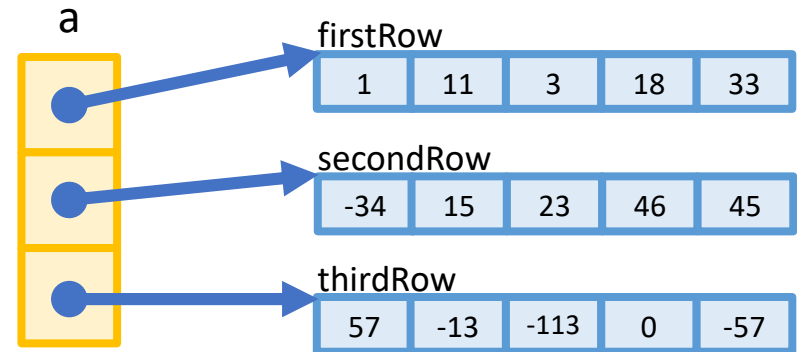 a
firstRow
1 11 3 18 33
secondRow
-34 15 23 46 45
thirdRow
57 -13 -113 0 -57